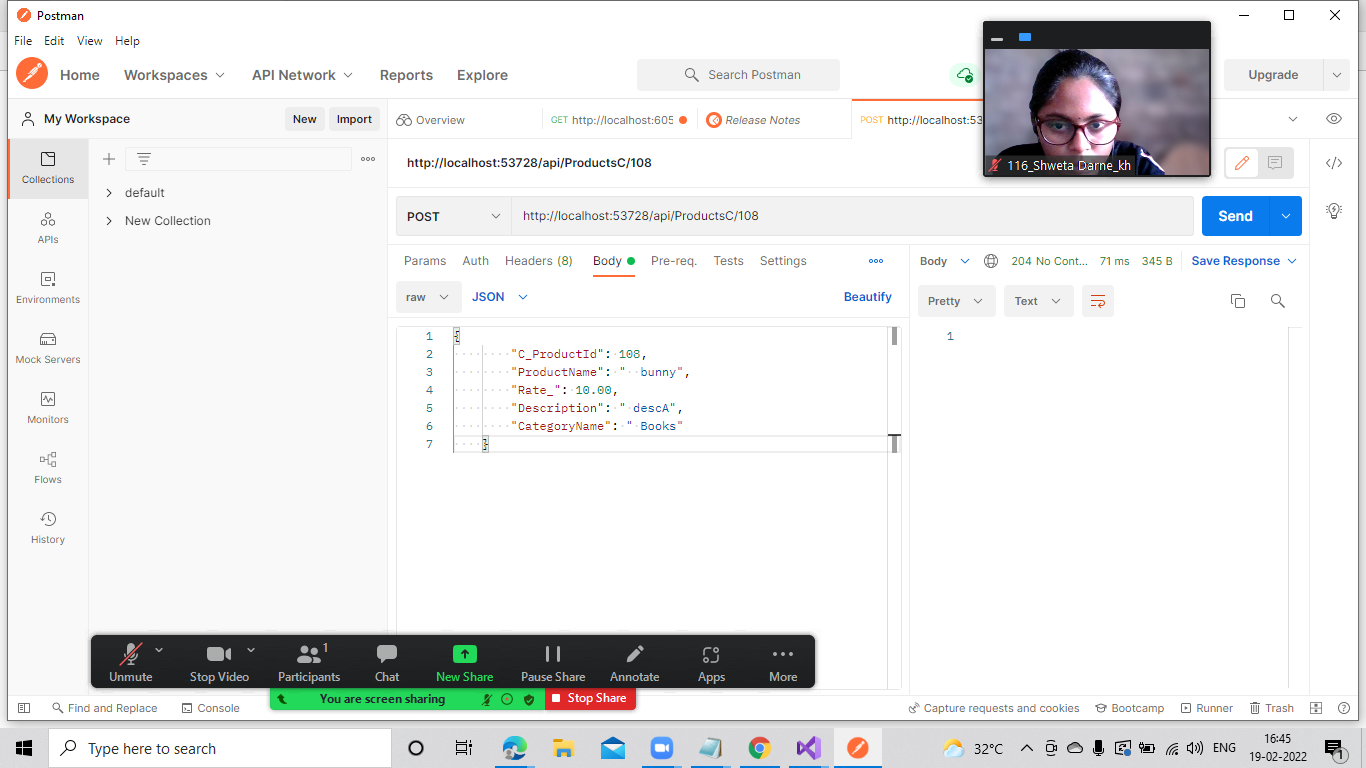 Postman
File Edit View Help
Home Workspaces API Network Reports Explore Search Postman Upgrade
My Workspace New Import Overview GET http://localhost:605 Release Notes POST http://localhost:53
116_Shweta Darne_kh
http://localhost:53728/api/ProductsC/108
Collections
default
New Collection
APIs
Environments
Mock Servers
Monitors
Flows
History
POST http://localhost:53728/api/ProductsC/108 Send
Params Auth Headers (8) Body Pre-req. Tests Settings
Body 204 No Cont... 71 ms 345 B Save Response
raw JSON Beautify
Pretty Text
1 {
2 "C_ProductId": 108,
3 "ProductName": "  bunny",
4 "Rate_": 10.00,
5 "Description": " descA",
6 "CategoryName": " Books"
7 }
1
Unmute Stop Video Participants 1 Chat New Share Pause Share Annotate Apps More
You are screen sharing Stop Share
Find and Replace Console Capture requests and cookies Bootcamp Runner Trash
Type here to search 32°C ENG 16:45
19-02-2022 1